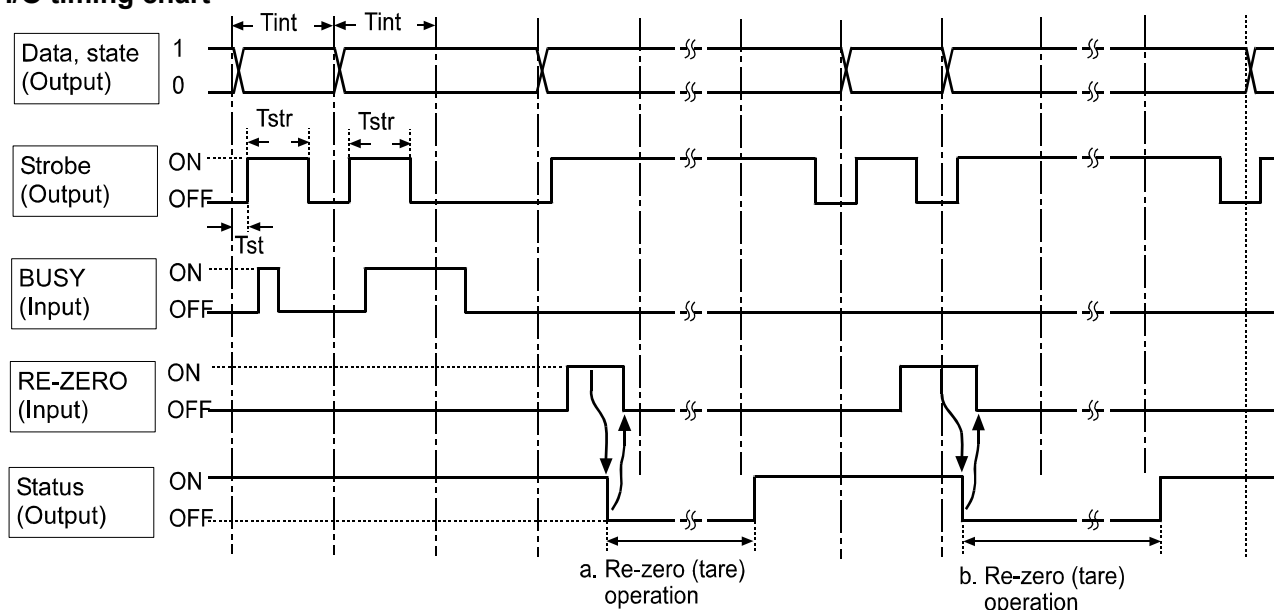 I/O timing chart
Tint Tint
Data, state
(Output)
1
0
Tstr Tstr
Strobe
(Output)
ON
OFF
Tst
BUSY
(Input)
ON
OFF
RE-ZERO
(Input)
ON
OFF
Status
(Output)
ON
OFF
a. Re-zero (tare)
operation
b. Re-zero (tare)
operation